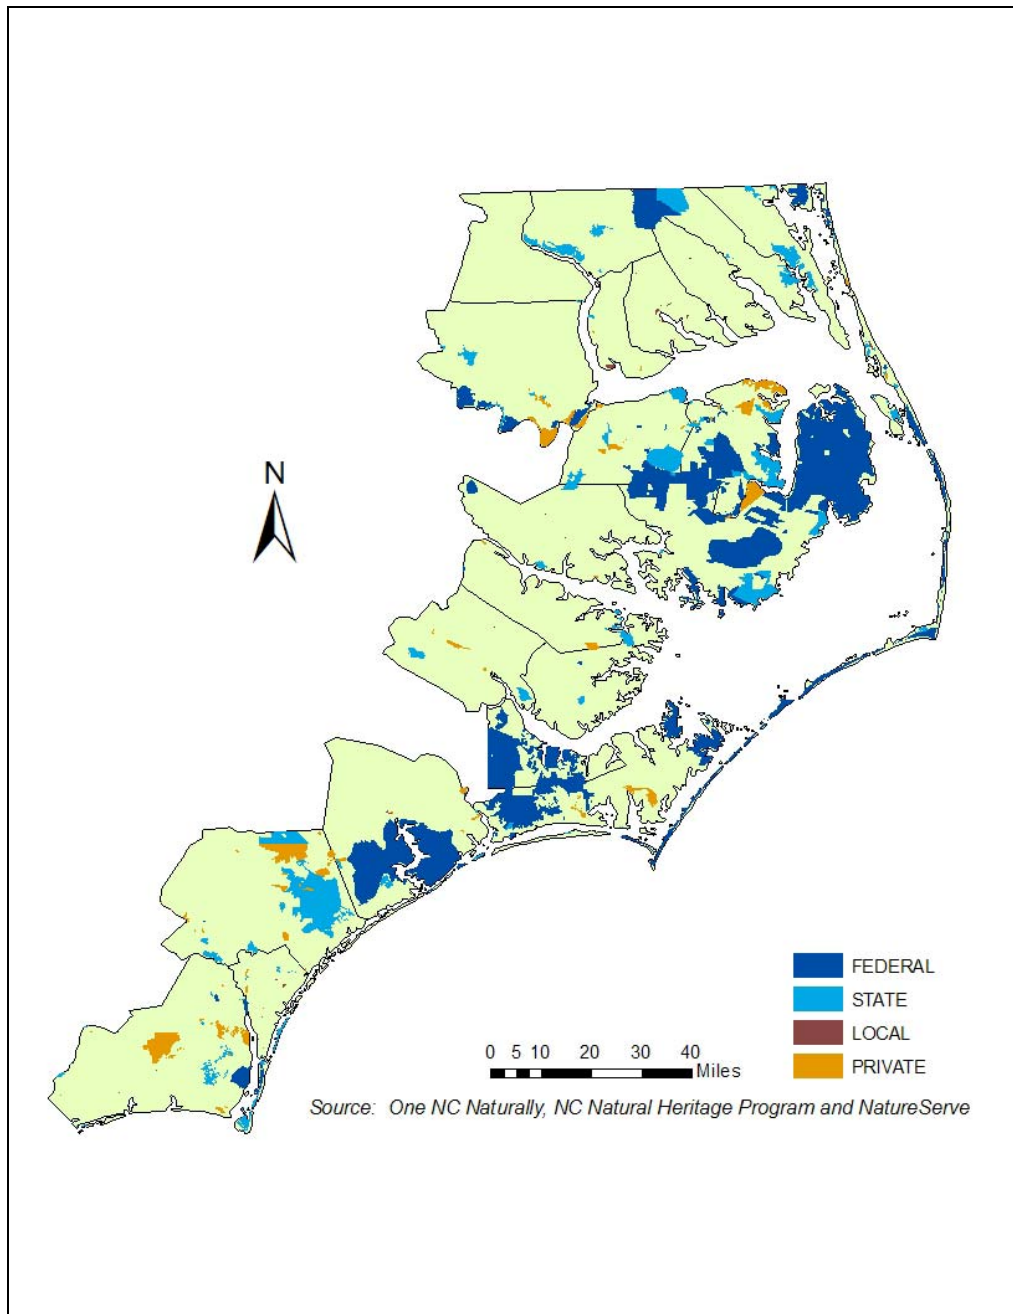 N
FEDERAL
STATE
LOCAL
PRIVATE
0 5 10 20 30 40
Miles
Source: One NC Naturally, NC Natural Heritage Program and NatureServe